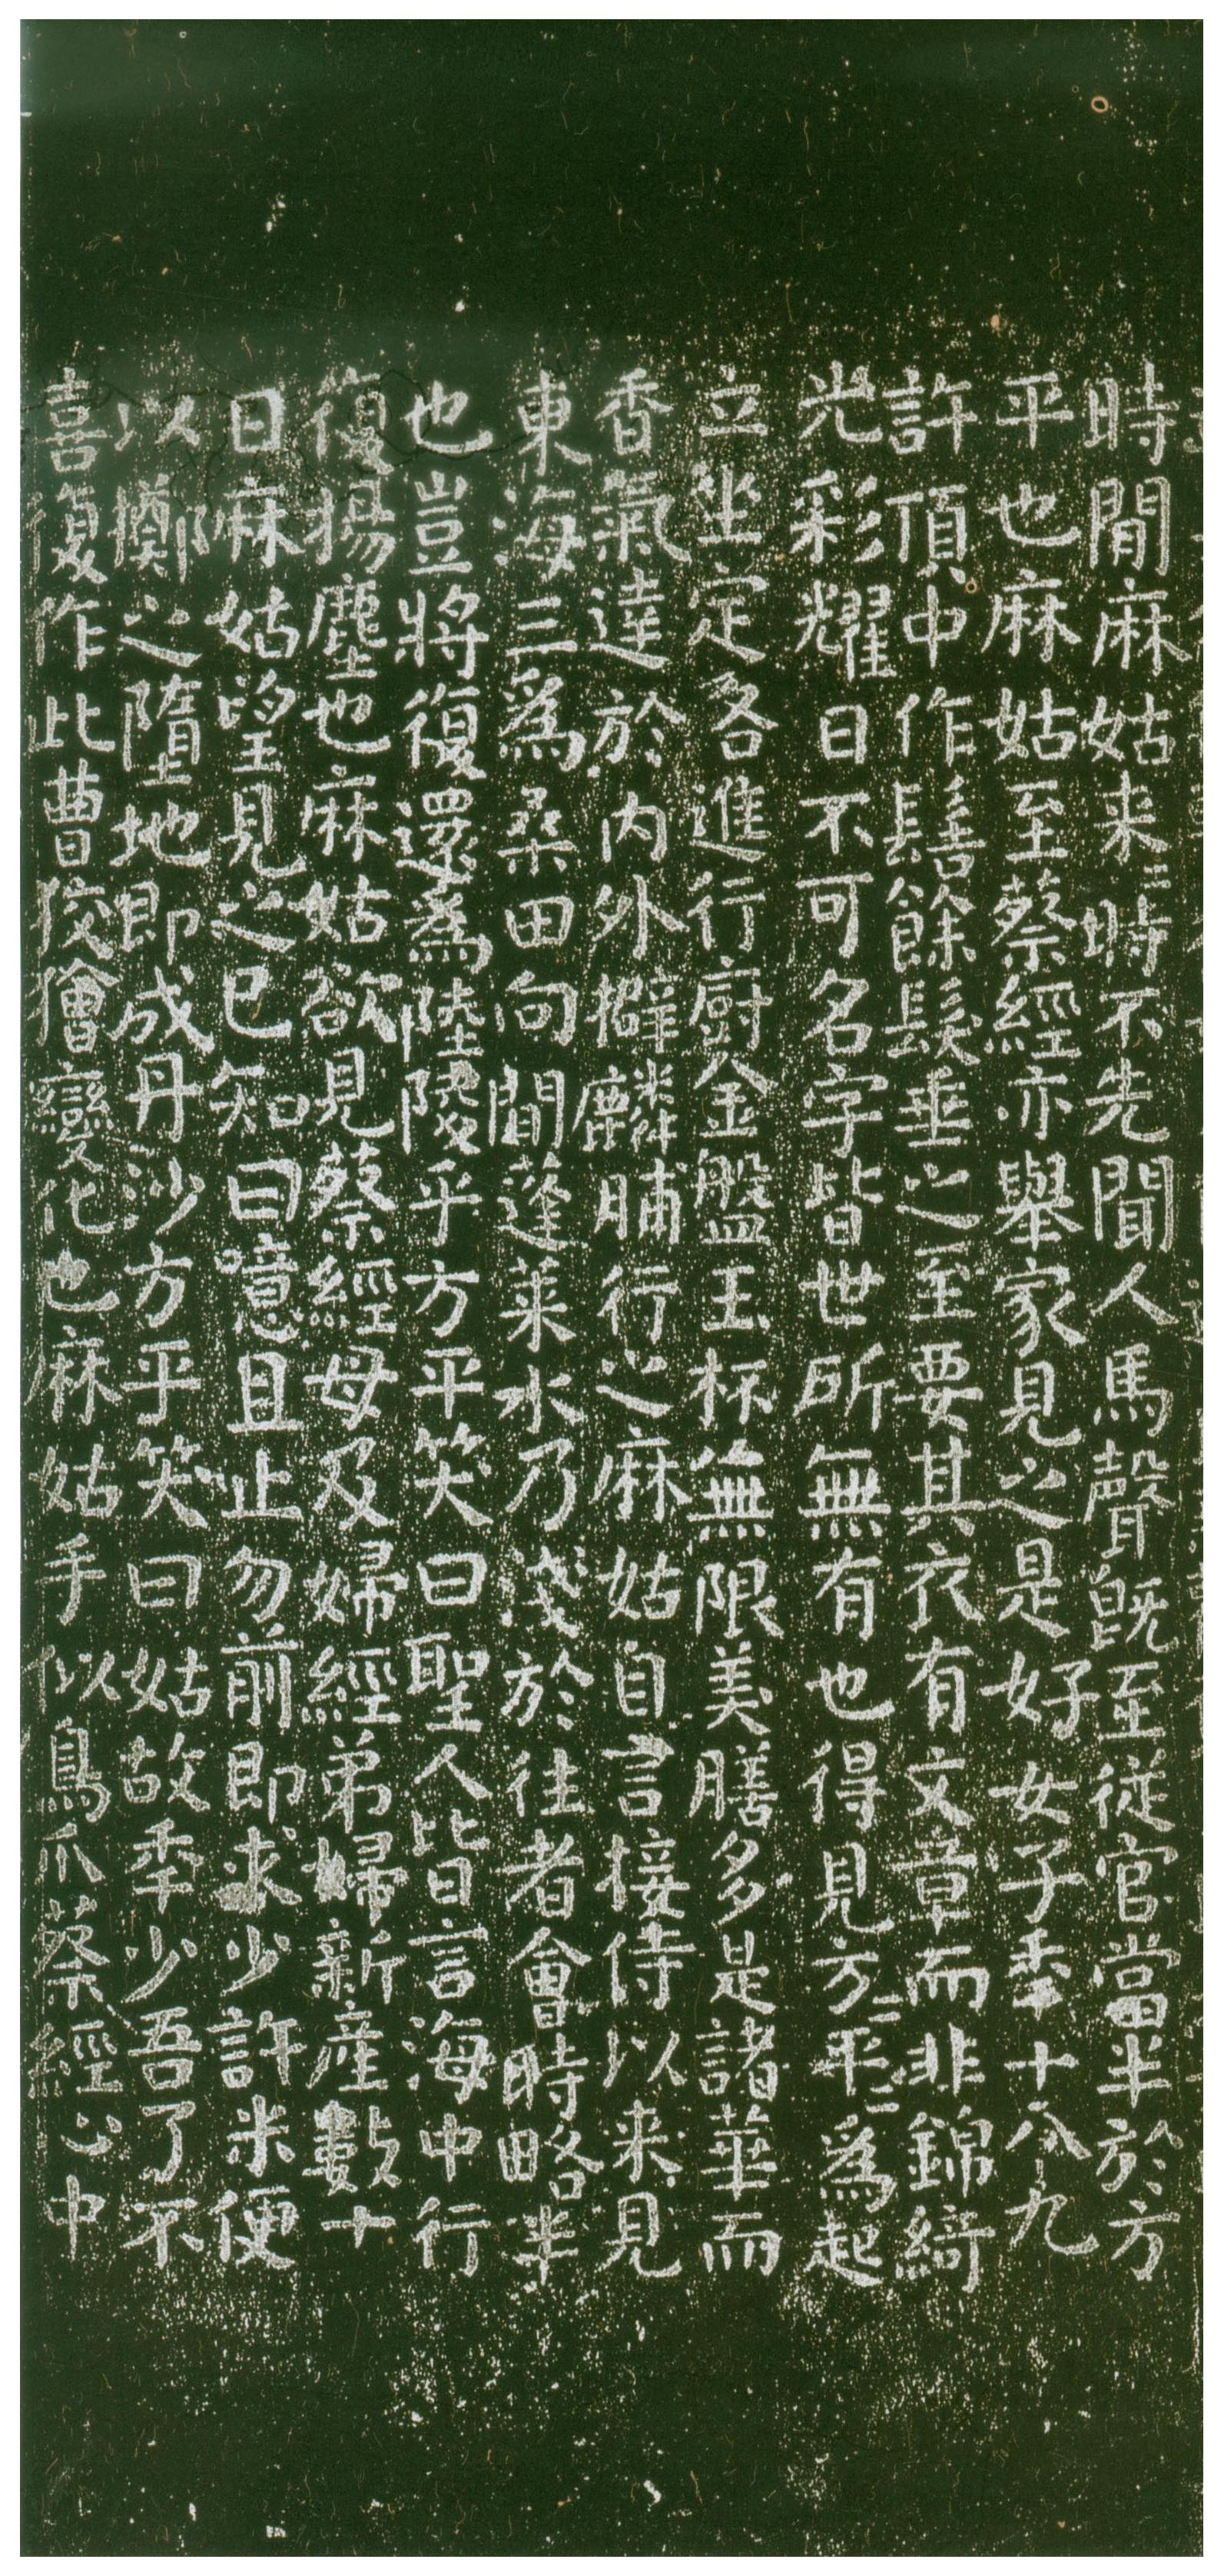 時間麻姑来〻時不先聞人馬聲既至從官當半於方
平也麻姑至蔡經亦舉家見之是好女子年十八九
許頂中作髻餘髮垂之至要其衣有文章而非錦綺
光彩耀日不可名字皆世所無有也得見方〻平〻爲起
立坐定各進行厨金盤玉杯無限美膳多是諸華而
香氣達於内外擗麟脯行之麻姑自言接侍以来見
東海三爲桑田向間蓬莱水乃淺於往者會時略半
也豈將復還爲陸陵乎方平笑曰聖人皆言海中行
復揚塵也麻姑欲見蔡經母及婦經弟婦新産數十
日麻姑望見之已知曰噫且止勿前即求少許米便
以擲之墮地即成丹沙方平笑曰姑故年少吾了不
喜復作此曹狡獪變化也麻姑手似鳥爪蔡經心中